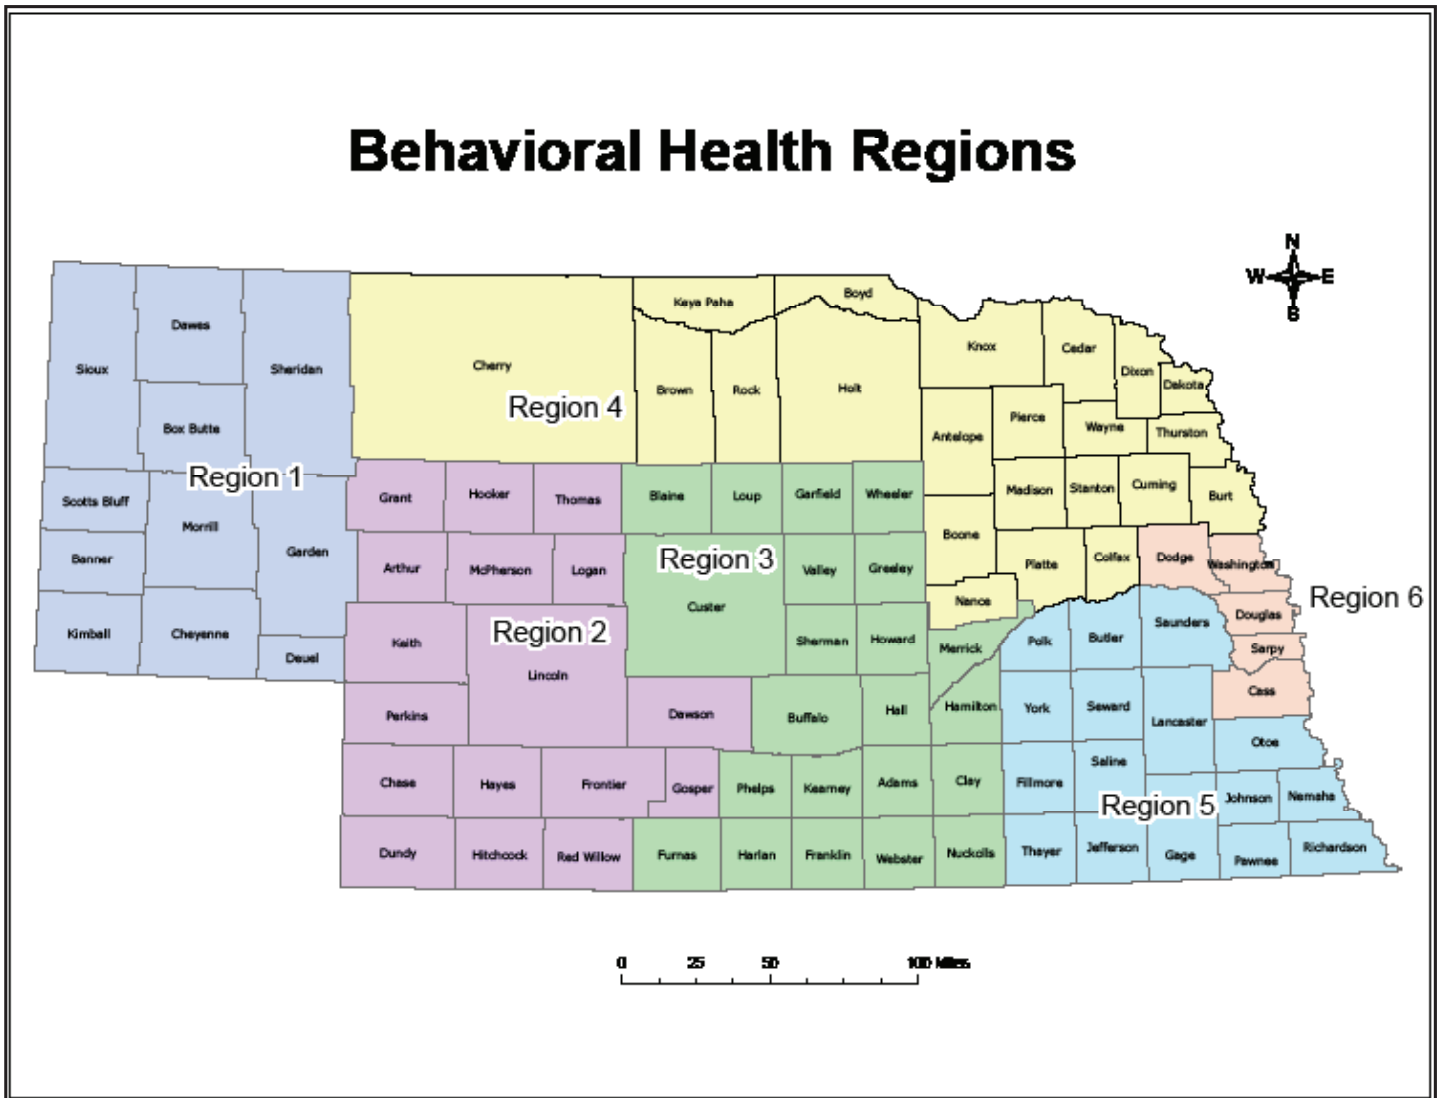 Behavioral Health Regions
N
W E
S
Boyd
Keya Paha
Dawes
Knox
Cedar
Cherry
Sioux
Sheridan
Dixon
Dakota
Brown
Rock
Holt
Region 4
Pierce
Wayne
Box Butte
Antelope
Thurston
Region 1
Scotts Bluff
Grant
Hooker
Thomas
Blaine
Loup
Garfield
Wheeler
Madison
Stanton
Cuming
Burt
Morrill
Garden
Boone
Banner
Region 3
Arthur
McPherson
Logan
Valley
Greeley
Platte
Colfax
Dodge
Washington
Region 6
Custer
Nance
Douglas
Kimball
Cheyenne
Region 2
Keith
Sherman
Howard
Merrick
Polk
Butler
Saunders
Sarpy
Deuel
Lincoln
Cass
Perkins
Dawson
Buffalo
Hall
Hamilton
York
Seward
Lancaster
Otoe
Chase
Hayes
Frontier
Gosper
Phelps
Kearney
Adams
Clay
Fillmore
Saline
Region 5
Johnson
Nemaha
Dundy
Hitchcock
Red Willow
Furnas
Harlan
Franklin
Webster
Nuckolls
Thayer
Jefferson
Gage
Pawnee
Richardson
0 25 50 100 Miles